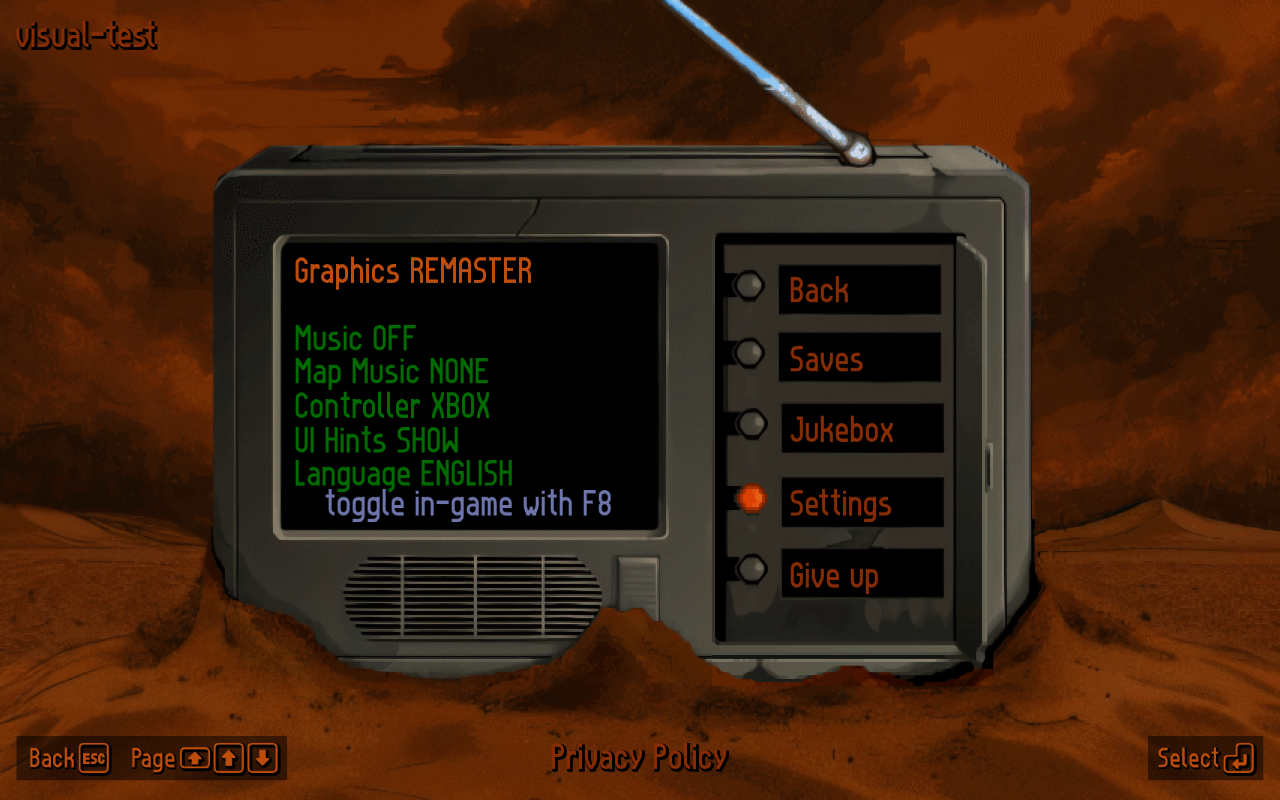 visual-test
Graphics REMASTER
Music OFF
Map Music NONE
Controller XBOX
UI Hints SHOW
Language ENGLISH
toggle in-game with F8
Back
Saves
Jukebox
Settings
Give up
Back ESC Page
Privacy Policy
Select